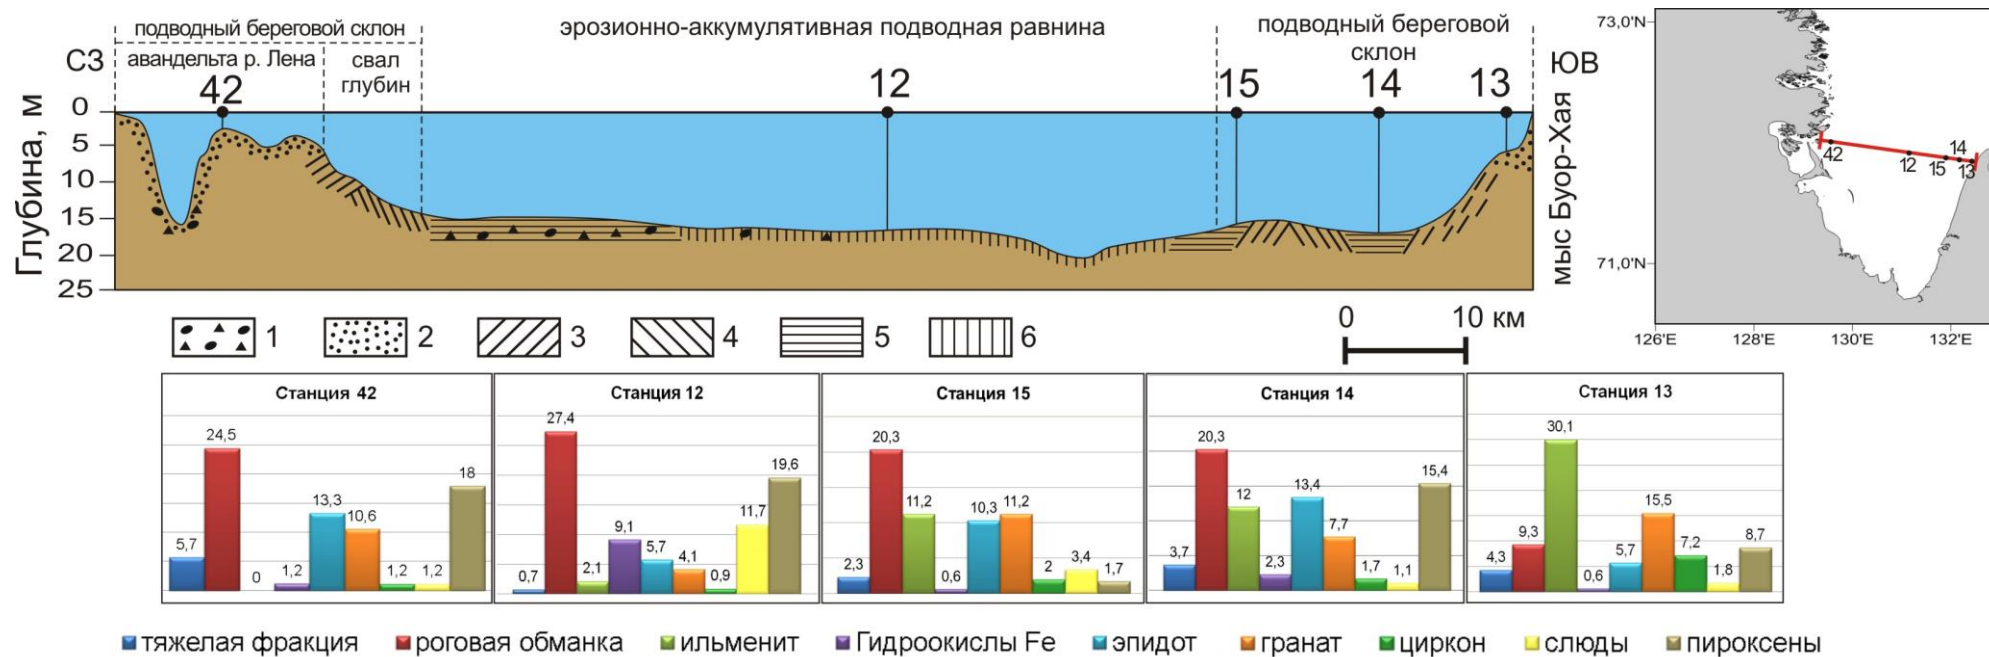 подводный береговой склон
авандельта р. Лена
свал
глубин
эрозионно-аккумулятивная подводная равнина
подводный береговой
склон
СЗ
ЮВ
42
12
15
14
13
Глубина, м
0
5
10
15
20
25
мыс Буор-Хая
73,0'N
71,0'N
126'E
128'E
130'E
132'E
42
12
15
14
13
1
2
3
4
5
6
0
10 км
Станция 42
5,7
24,5
0
1,2
13,3
10,6
1,2
1,2
18
Станция 12
0,7
27,4
2,1
9,1
5,7
4,1
0,9
11,7
19,6
Станция 15
2,3
20,3
11,2
0,6
10,3
11,2
2
3,4
1,7
Станция 14
3,7
20,3
12
2,3
13,4
7,7
1,7
1,1
15,4
Станция 13
4,3
9,3
30,1
0,6
5,7
15,5
7,2
1,8
8,7
тяжелая фракция
роговая обманка
ильменит
Гидроокислы Fe
эпидот
гранат
циркон
слюды
пироксены